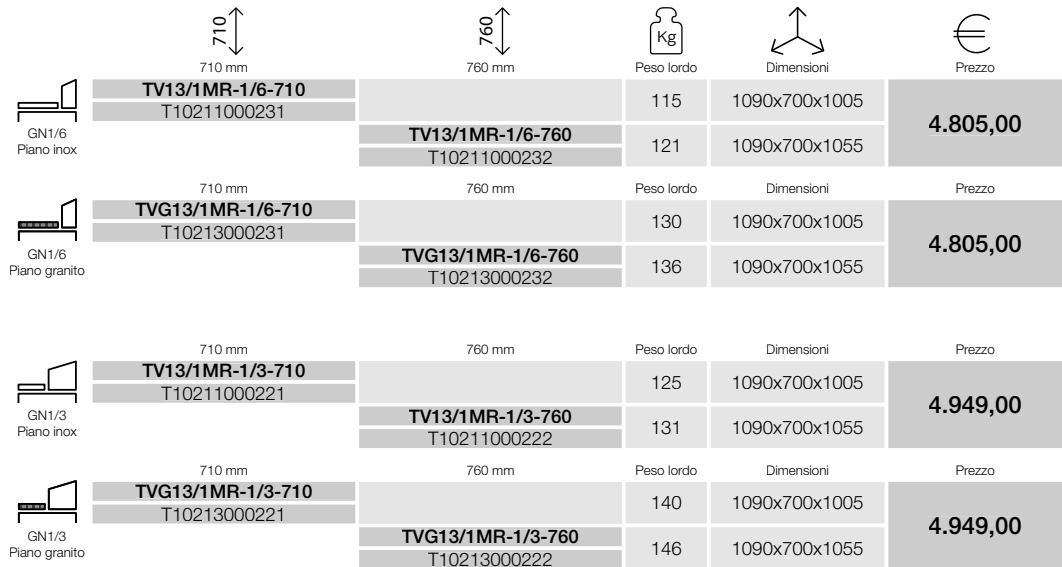 710
760
Kg
710 mm 760 mm Peso lordo Dimensioni Prezzo
TV13/1MR-1/6-710
T10211000231
115 1090x700x1005
4.805,00
GN1/6
Piano inox
TV13/1MR-1/6-760
T10211000232
121 1090x700x1055
710 mm 760 mm Peso lordo Dimensioni Prezzo
TVG13/1MR-1/6-710
T10213000231
130 1090x700x1005
4.805,00
GN1/6
Piano granito
TVG13/1MR-1/6-760
T10213000232
136 1090x700x1055
710 mm 760 mm Peso lordo Dimensioni Prezzo
TV13/1MR-1/3-710
T10211000221
125 1090x700x1005
4.949,00
GN1/3
Piano inox
TV13/1MR-1/3-760
T10211000222
131 1090x700x1055
710 mm 760 mm Peso lordo Dimensioni Prezzo
TVG13/1MR-1/3-710
T10213000221
140 1090x700x1005
4.949,00
GN1/3
Piano granito
TVG13/1MR-1/3-760
T10213000222
146 1090x700x1055